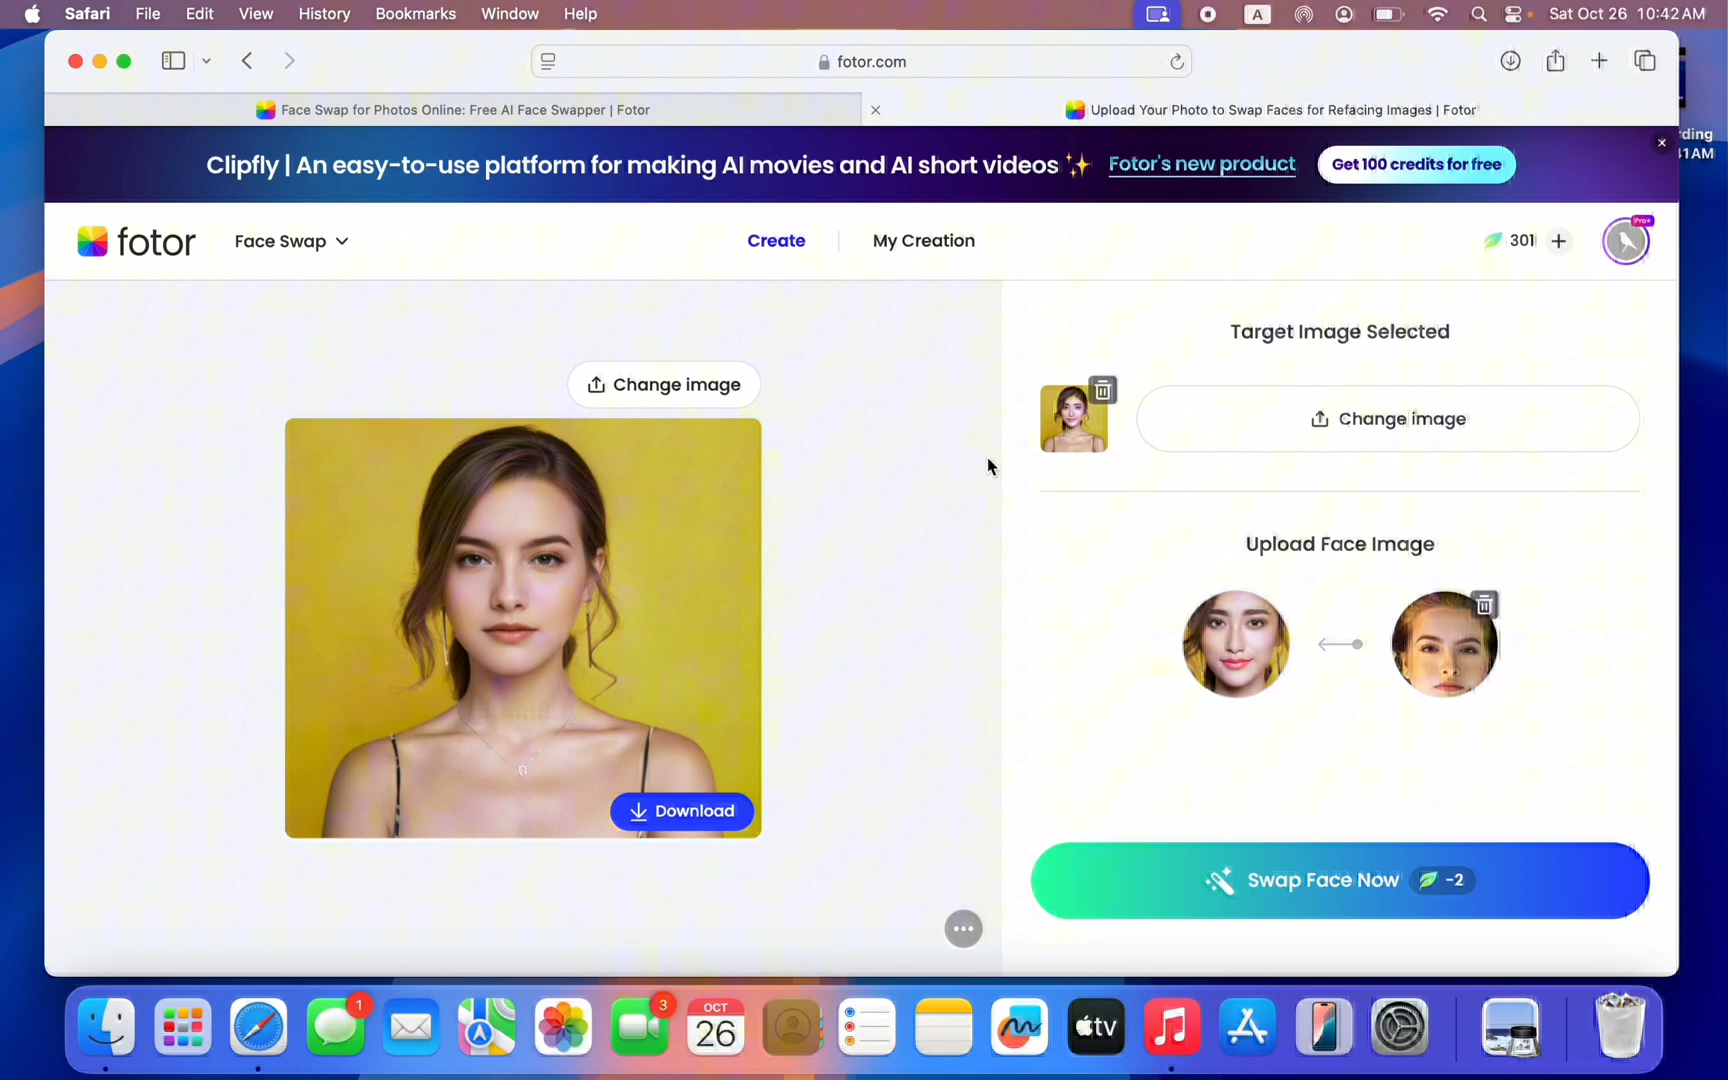 Safari File Edit View History Bookmarks Window Help
A
Sat Oct 26 10:42 AM
fotor.com
Face Swap for Photos Online: Free AI Face Swapper | Fotor
Upload Your Photo to Swap Faces for Refacing Images | Fotor
Clipfly | An easy-to-use platform for making AI movies and AI short videos✨ Fotor's new product
Get 100 credits for free
fotor
Face Swap
Create
My Creation
301
Pro+
Target Image Selected
Change image
Change image
Upload Face Image
Download
Swap Face Now -2
1
3
OCT
26
tv